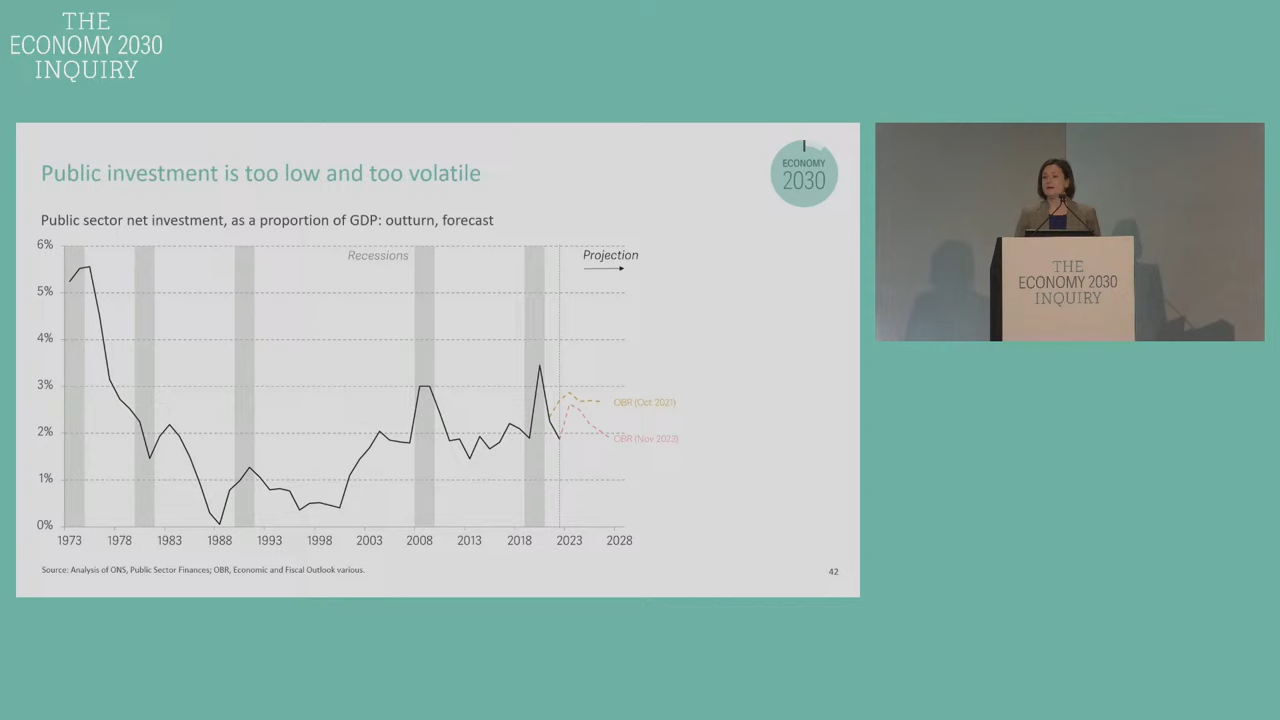 THE
ECONOMY 2030
INQUIRY
Public investment is too low and too volatile
ECONOMY
2030
Public sector net investment, as a proportion of GDP: outturn, forecast
6%
Recessions
Projection
5%
4%
3%
OBR (Oct 2021)
2%
OBR (Nov 2023)
1%
0%
1973 1978 1983 1988 1993 1998 2003 2008 2013 2018 2023 2028
Source: Analysis of ONS, Public Sector Finances; OBR, Economic and Fiscal Outlook various.
42
THE
ECONOMY 2030
INQUIRY